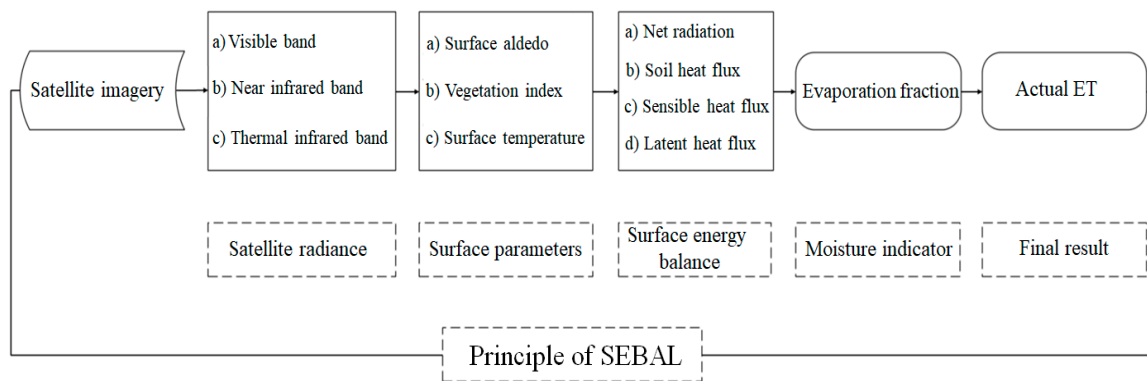 Satellite imagery
a) Visible band
b) Near infrared band
c) Thermal infrared band
a) Surface aldedo
b) Vegetation index
c) Surface temperature
a) Net radiation
b) Soil heat flux
c) Sensible heat flux
d) Latent heat flux
Evaporation fraction
Actual ET
Satellite radiance
Surface parameters
Surface energy
balance
Moisture indicator
Final result
Principle of SEBAL